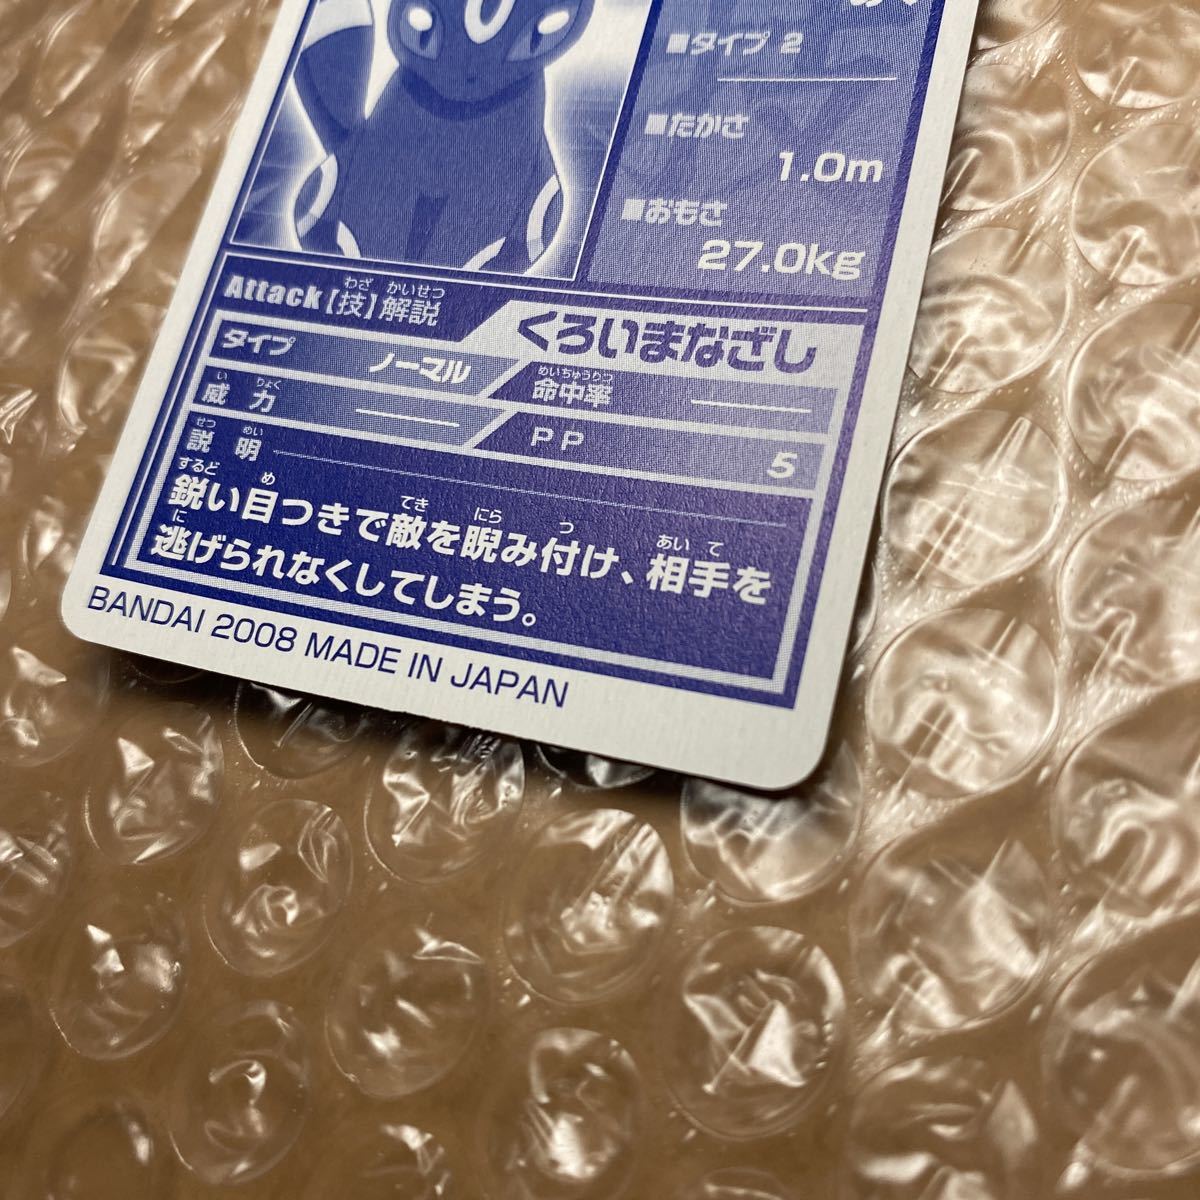 ■タイプ 2
■たかさ
1.0m
■おもさ
27.0kg
わざ かいせつ
Attack【技】解説
くろいまなざし
タイプ ノーマル
めいちゅうりつ
命中率
い りょく
威力
PP 5
せつ めい
説明
するど め てき にら つ あい て
鋭い目つきで敵を睨み付け、相手を
に
逃げられなくしてしまう。
BANDAI 2008 MADE IN JAPAN